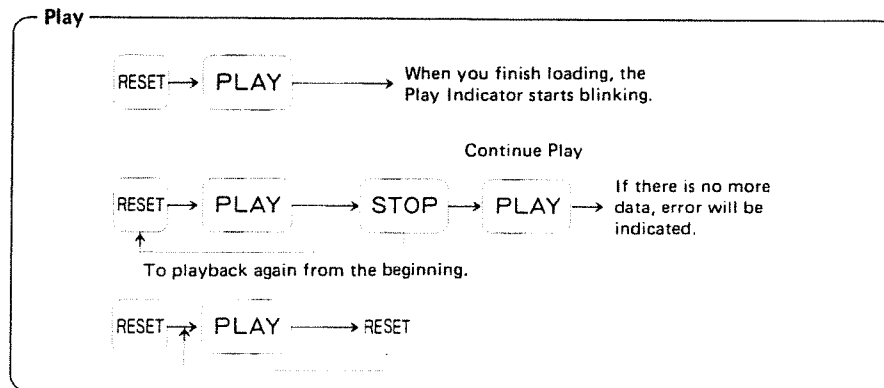 Play
RESET PLAY When you finish loading, the
Play Indicator starts blinking.
Continue Play
RESET PLAY STOP PLAY If there is no more
data, error will be
indicated.
To playback again from the beginning.
RESET PLAY RESET